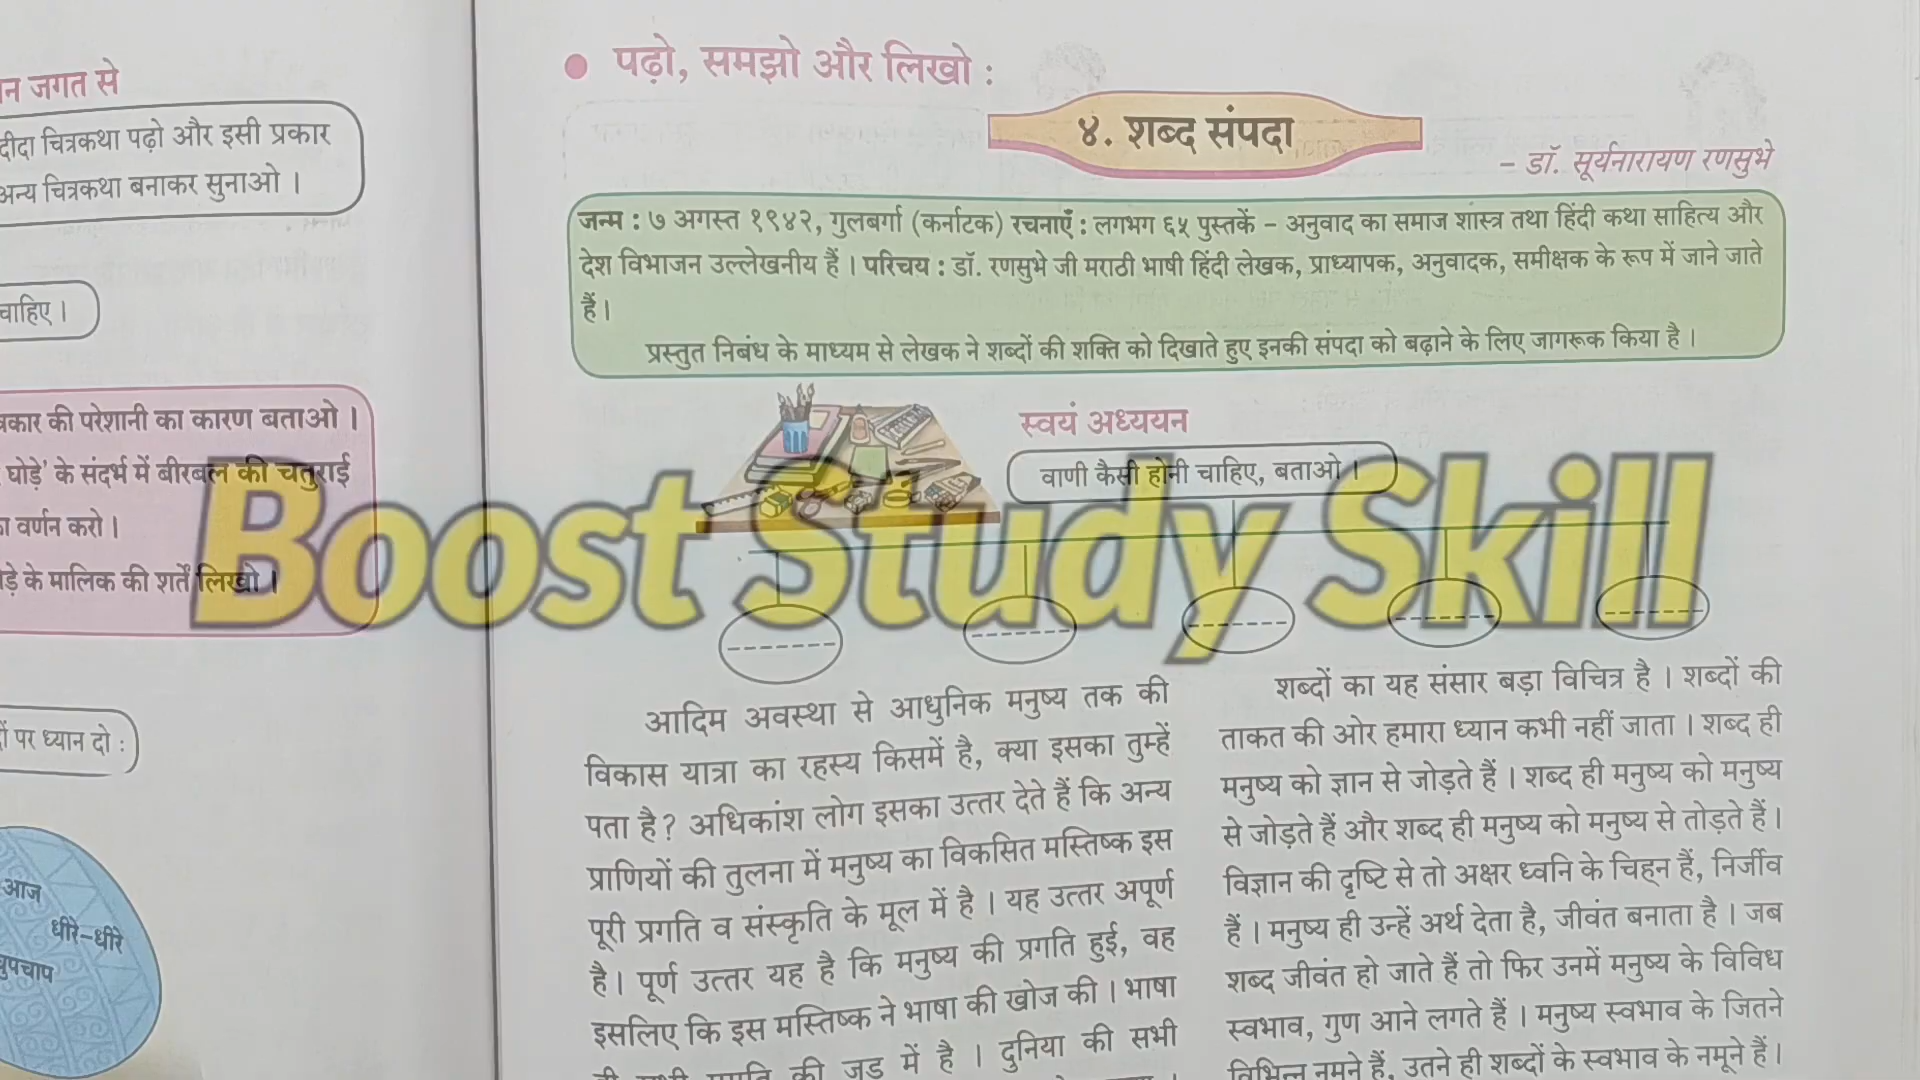 न जगत से
दीदा चित्रकथा पढ़ो और इसी प्रकार
अन्य चित्रकथा बनाकर सुनाओ ।
चाहिए ।
की परेशानी का कारण बताओ ।
घोड़े’ के संदर्भ में बीरबल की चतुराई
वर्णन करो ।
के मालिक की शर्तें लिखो ।
पर ध्यान दो :
आज
धीरे-धीरे
चुपचाप
● पढ़ो, समझो और लिखो :
४. शब्द संपदा
- डॉ. सूर्यनारायण रणसुभे
जन्म : ७ अगस्त १९४२, गुलबर्गा (कर्नाटक) रचनाएँ : लगभग ६५ पुस्तकें – अनुवाद का समाज शास्त्र तथा हिंदी कथा साहित्य और
देश विभाजन उल्लेखनीय हैं । परिचय : डॉ. रणसुभे जी मराठी भाषी हिंदी लेखक, प्राध्यापक, अनुवादक, समीक्षक के रूप में जाने जाते
हैं ।
प्रस्तुत निबंध के माध्यम से लेखक ने शब्दों की शक्ति को दिखाते हुए इनकी संपदा को बढ़ाने के लिए जागरूक किया है ।
स्वयं अध्ययन
वाणी कैसी होनी चाहिए, बताओ ।
Boost Study Skill
आदिम अवस्था से आधुनिक मनुष्य तक की
विकास यात्रा का रहस्य किसमें है, क्या इसका तुम्हें
पता है ? अधिकांश लोग इसका उत्तर देते हैं कि अन्य
प्राणियों की तुलना में मनुष्य का विकसित मस्तिष्क इस
पूरी प्रगति व संस्कृति के मूल में है । यह उत्तर अपूर्ण
है । पूर्ण उत्तर यह है कि मनुष्य की प्रगति हुई, वह
इसलिए कि इस मस्तिष्क ने भाषा की खोज की । भाषा
की जड़ में है । दुनिया की सभी
शब्दों का यह संसार बड़ा विचित्र है । शब्दों की
ताकत की ओर हमारा ध्यान कभी नहीं जाता । शब्द ही
मनुष्य को ज्ञान से जोड़ते हैं । शब्द ही मनुष्य को मनुष्य
से जोड़ते हैं और शब्द ही मनुष्य को मनुष्य से तोड़ते हैं ।
विज्ञान की दृष्टि से तो अक्षर ध्वनि के चिह्न हैं, निर्जीव
हैं । मनुष्य ही उन्हें अर्थ देता है, जीवंत बनाता है । जब
शब्द जीवंत हो जाते हैं तो फिर उनमें मनुष्य के विविध
स्वभाव, गुण आने लगते हैं । मनुष्य स्वभाव के जितने
विभिन्न नमूने हैं, उतने ही शब्दों के स्वभाव के नमूने हैं ।